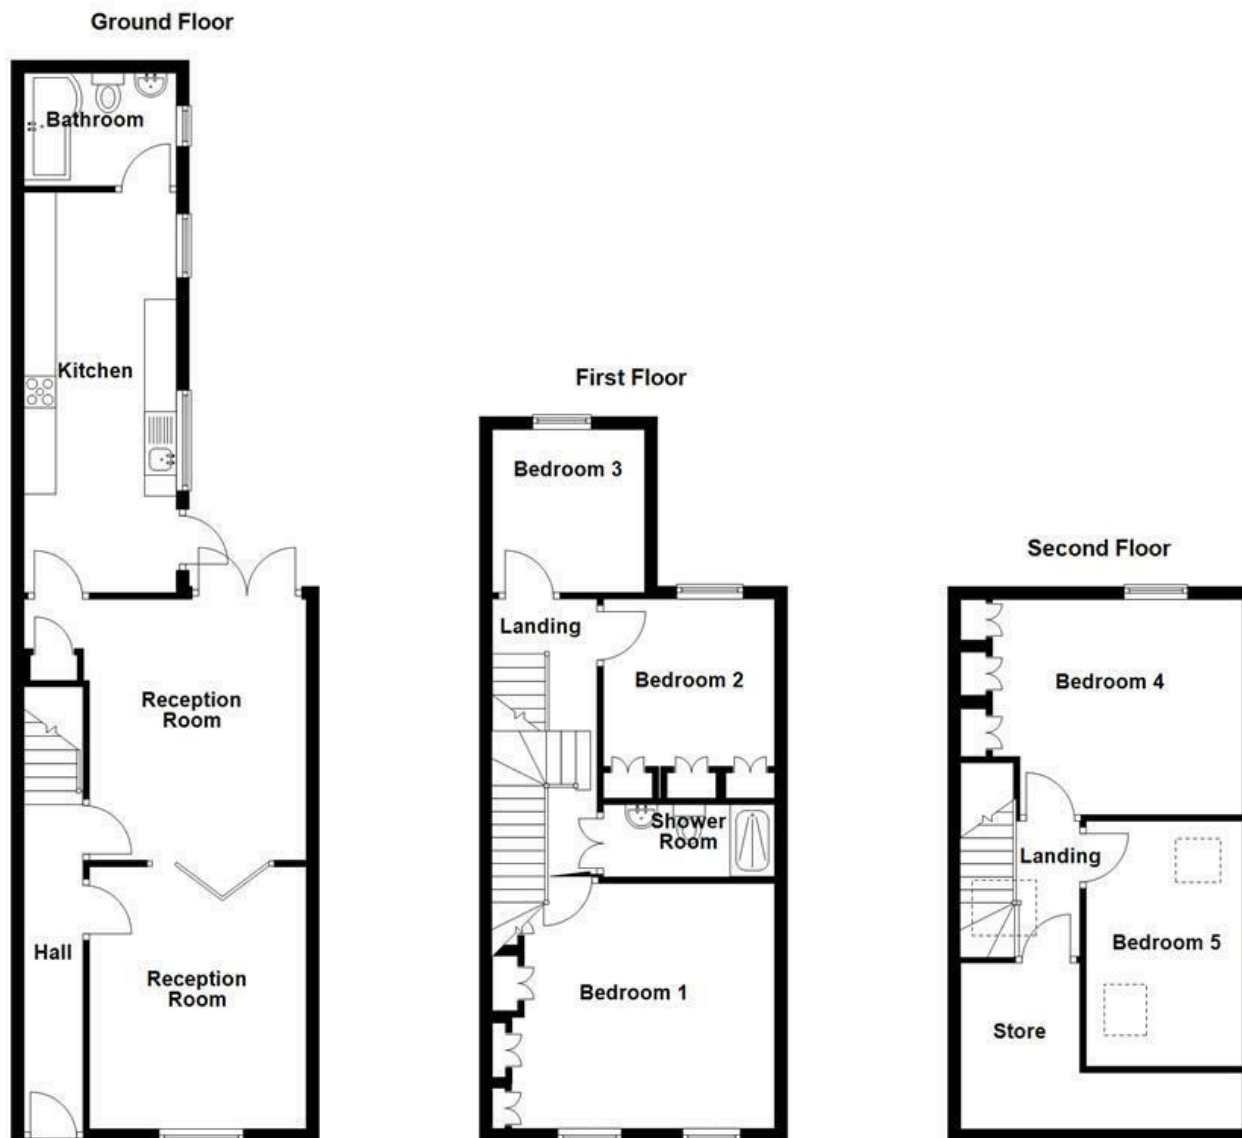 Ground Floor
Bathroom
Kitchen
Reception
Room
Hall
Reception
Room
First Floor
Bedroom 3
Landing
Bedroom 2
Shower
Room
Bedroom 1
Second Floor
Bedroom 4
Landing
Bedroom 5
Store